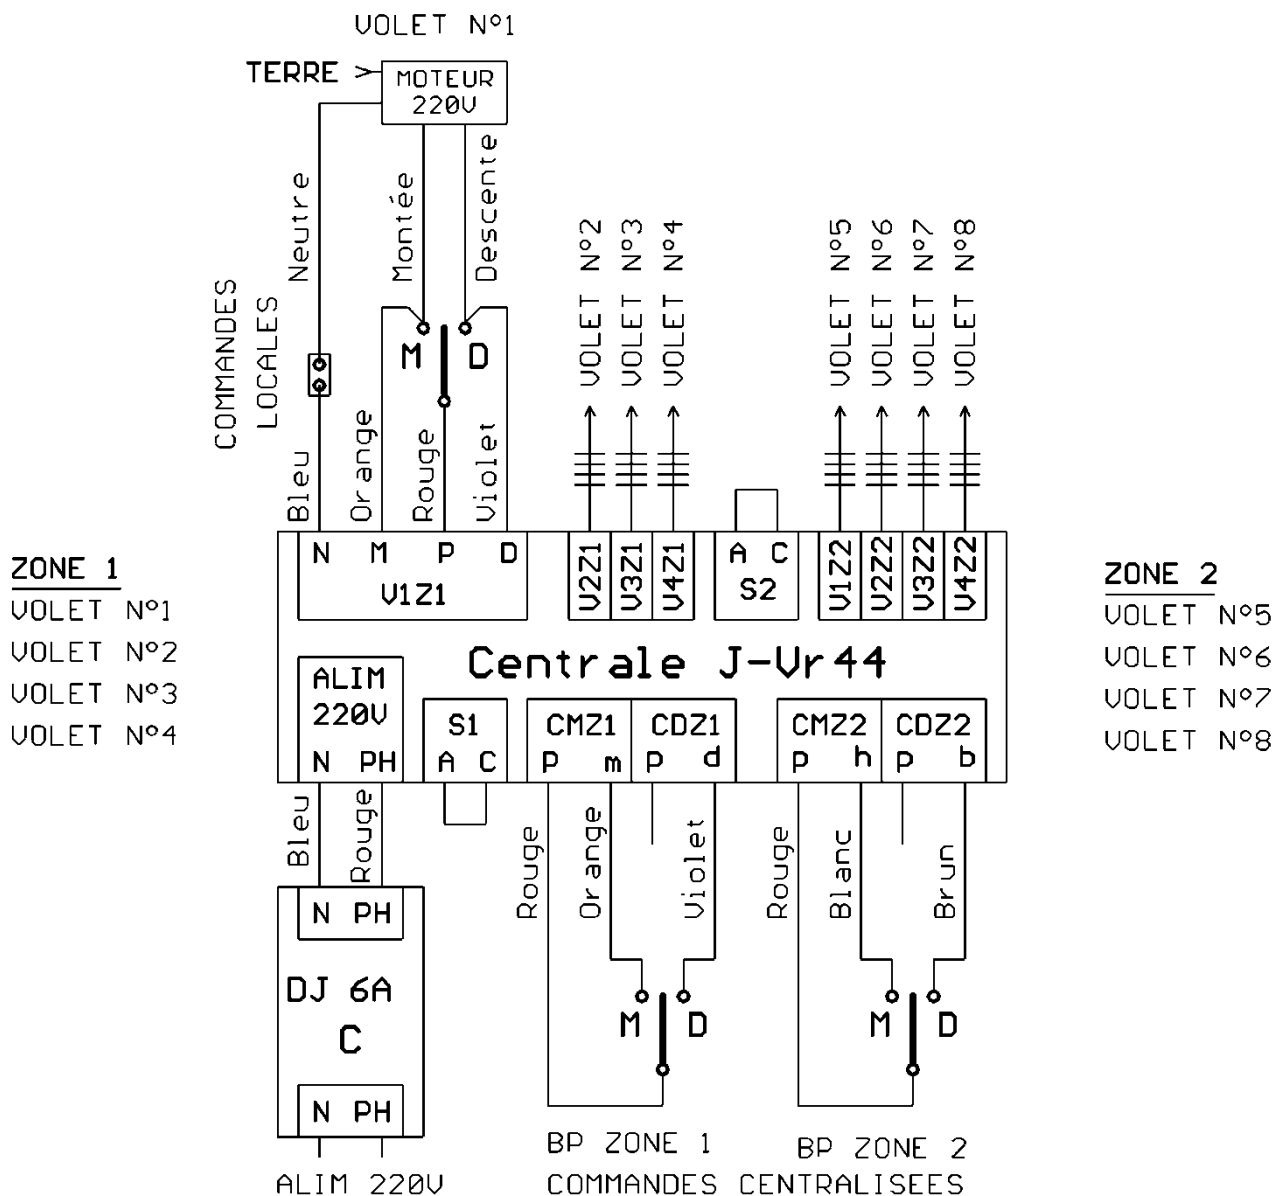 VOLET N°1
TERRE >
MOTEUR
220V
Neutre
Montée
Descente
COMMANDES
LOCALES
M D
Bleu
Orange
Rouge
Violet
VOLET N°2
VOLET N°3
VOLET N°4
VOLET N°5
VOLET N°6
VOLET N°7
VOLET N°8
N M P D
V1Z1
V2Z1
V3Z1
V4Z1
A C
S2
V1Z2
V2Z2
V3Z2
V4Z2
ZONE 1
VOLET N°1
VOLET N°2
VOLET N°3
VOLET N°4
ZONE 2
VOLET N°5
VOLET N°6
VOLET N°7
VOLET N°8
Centrale J-Vr44
ALIM
220V
N PH
S1
A C
CMZ1
p m
CDZ1
p d
CMZ2
p h
CDZ2
p b
Bleu
Rouge
Rouge
Orange
Violet
Rouge
Blanc
Brun
N PH
DJ 6A
C
N PH
ALIM 220V
M D
M D
BP ZONE 1
BP ZONE 2
COMMANDES CENTRALISEES